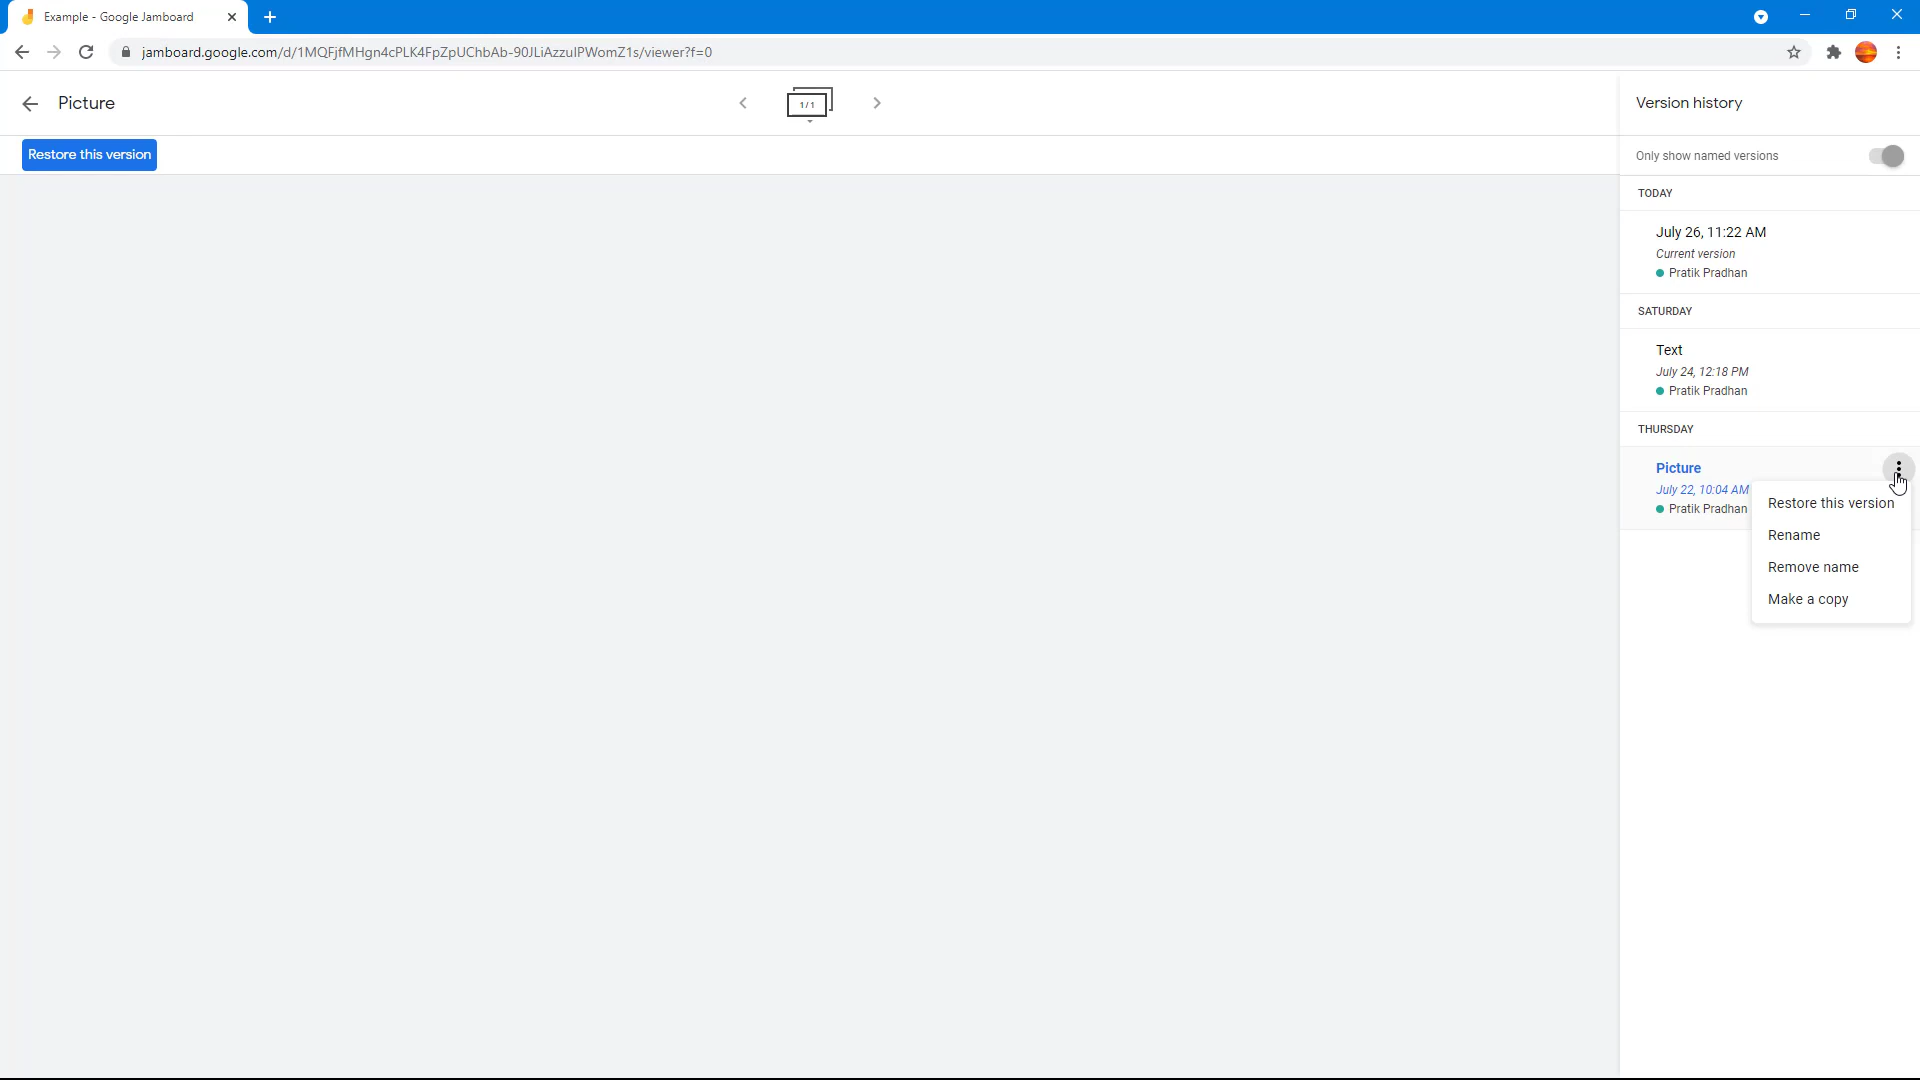 Example - Google Jamboard
jamboard.google.com/d/1MQFjfMHgn4cPLK4FpZpUChbAb-90JLiAzzuIPWomZ1s/viewer?f=0
Picture
1/1
Version history
Restore this version
Only show named versions
TODAY
July 26, 11:22 AM
Current version
Pratik Pradhan
SATURDAY
Text
July 24, 12:18 PM
Pratik Pradhan
THURSDAY
Picture
July 22, 10:04 AM
Pratik Pradhan
Restore this version
Rename
Remove name
Make a copy